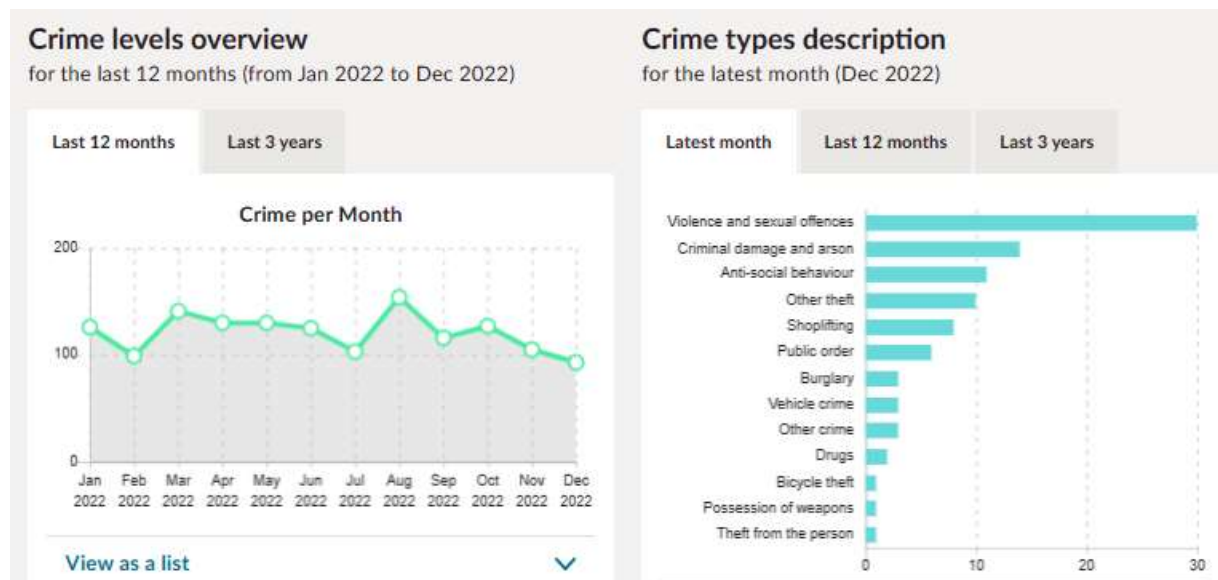 Crime levels overview
for the last 12 months (from Jan 2022 to Dec 2022)
Last 12 months
Last 3 years
Crime per Month
200
100
0
Jan Feb Mar Apr May Jun Jul Aug Sep Oct Nov Dec
2022 2022 2022 2022 2022 2022 2022 2022 2022 2022 2022 2022
View as a list
Crime types description
for the latest month (Dec 2022)
Latest month
Last 12 months
Last 3 years
Violence and sexual offences
Criminal damage and arson
Anti-social behaviour
Other theft
Shoplifting
Public order
Burglary
Vehicle crime
Other crime
Drugs
Bicycle theft
Possession of weapons
Theft from the person
0 10 20 30